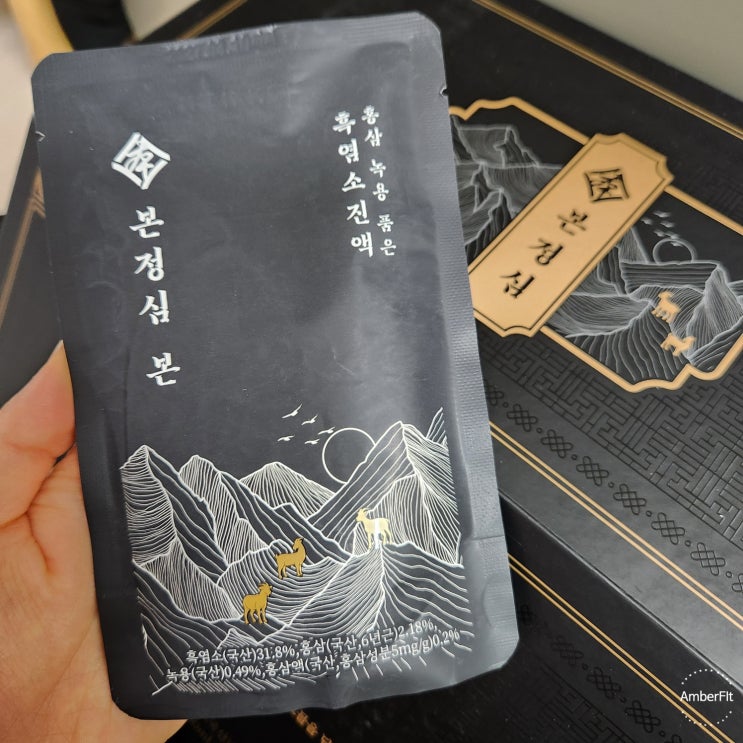 홍삼 녹용 품은
흑염소진액
본정심 본
흑염소(국산)31.8%,홍삼(국산,6년근)2.18%,
녹용(국산)0.49%,홍삼액(국산,홍삼성분5mg/g)0.2%
본정심
AmberFIt